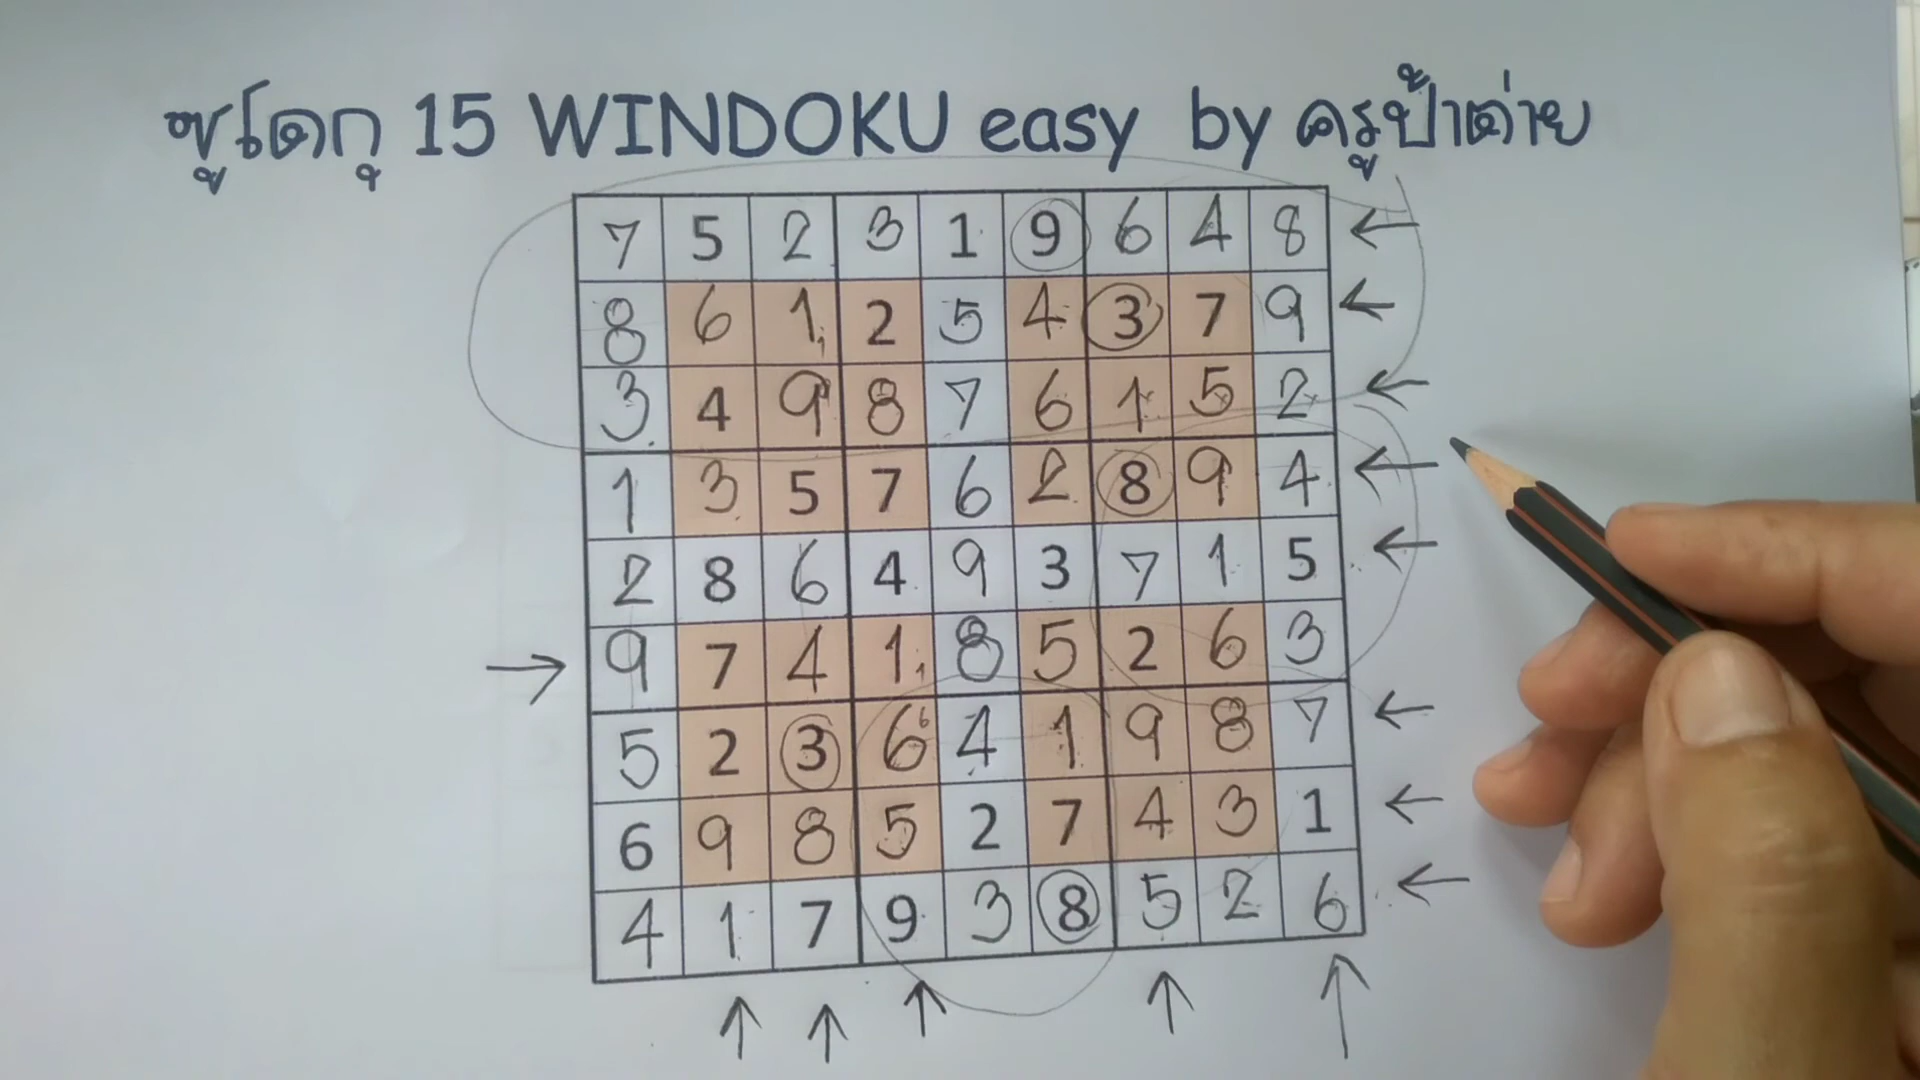 ซูโดกุ 15 WINDOKU easy by ครูป้าต่าย
7 5 2 3 1 9 6 4 8
8 6 1 2 5 4 3 7 9
3 4 9 8 7 6 1 5 2
1 3 5 7 6 2 8 9 4
2 8 6 4 9 3 7 1 5
9 7 4 1 8 5 2 6 3
5 2 3 6 6 4 1 9 8 7
6 9 8 5 2 7 4 3 1
4 1 7 9 3 8 5 2 6